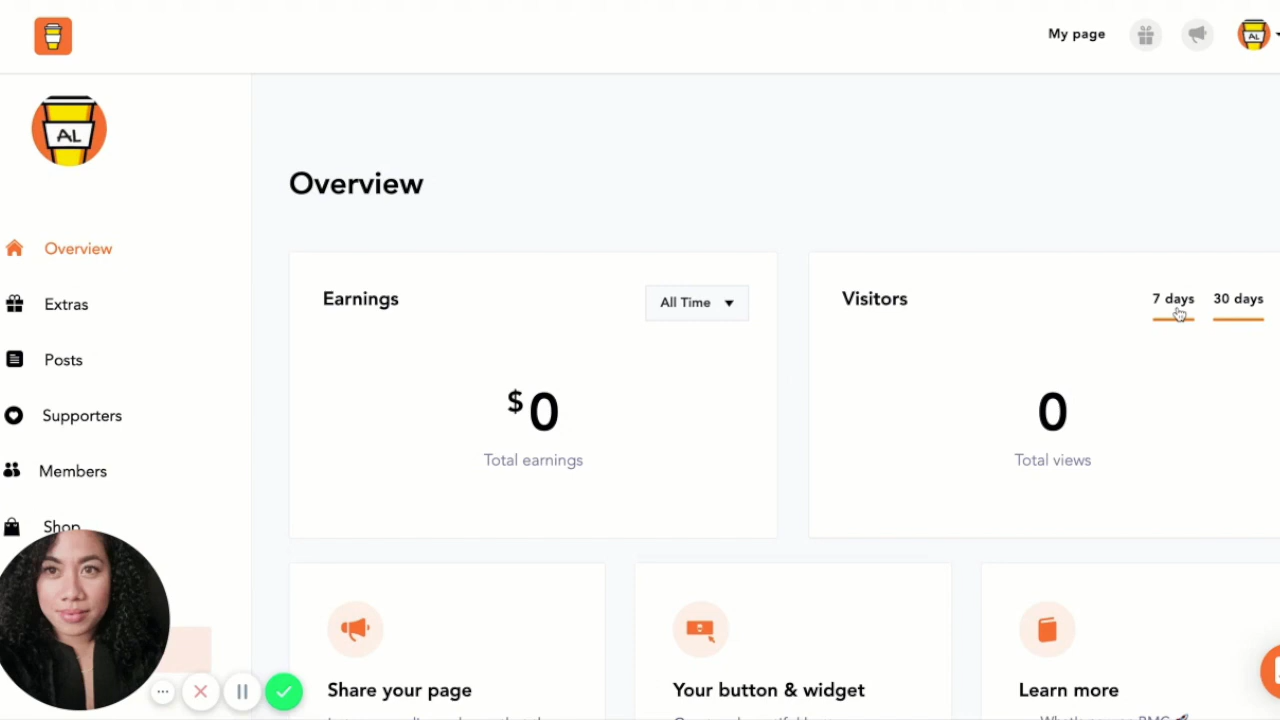 My page
AL
AL
Overview
Overview
Extras
Posts
Supporters
Members
Shop
Earnings
All Time
$0
Total earnings
Visitors
7 days
30 days
0
Total views
Share your page
Your button & widget
Learn more